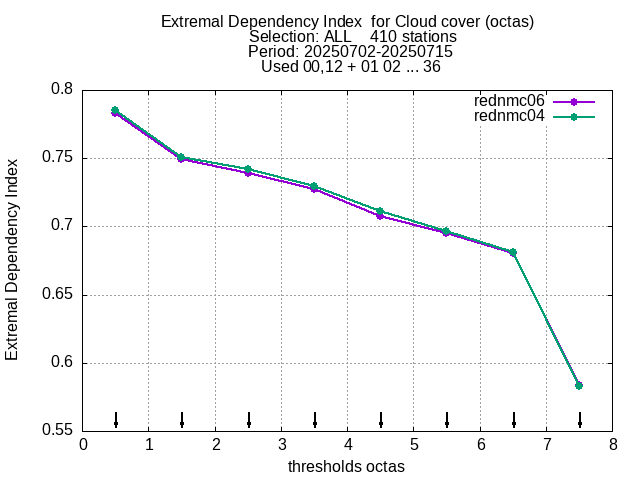 Extremal Dependency Index  for Cloud cover (octas)
Selection: ALL    410 stations
Period: 20250702-20250715
Used 00,12 + 01 02 ... 36
rednmc06
rednmc04
0.8
0.75
0.7
0.65
0.6
0.55
0 1 2 3 4 5 6 7 8
Extremal Dependency Index
thresholds octas